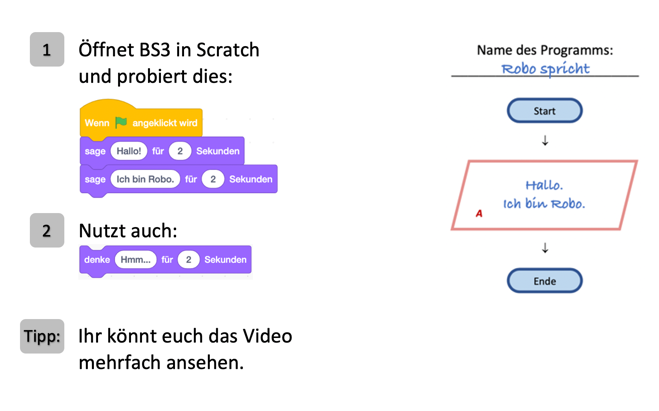 1 Öffnet BS3 in Scratch
und probiert dies:
Wenn angeklickt wird
sage Hallo! für 2 Sekunden
sage Ich bin Robo. für 2 Sekunden
2 Nutzt auch:
denke Hmm... für 2 Sekunden
Tipp: Ihr könnt euch das Video
mehrfach ansehen.
Name des Programms:
Robo spricht
Start
↓
Hallo.
Ich bin Robo.
A
↓
Ende